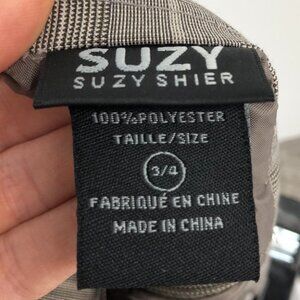 SUZY
SUZY SHIER
100% POLYESTER
TAILLE/SIZE
3/4
FABRIQUÉ EN CHINE
MADE IN CHINA